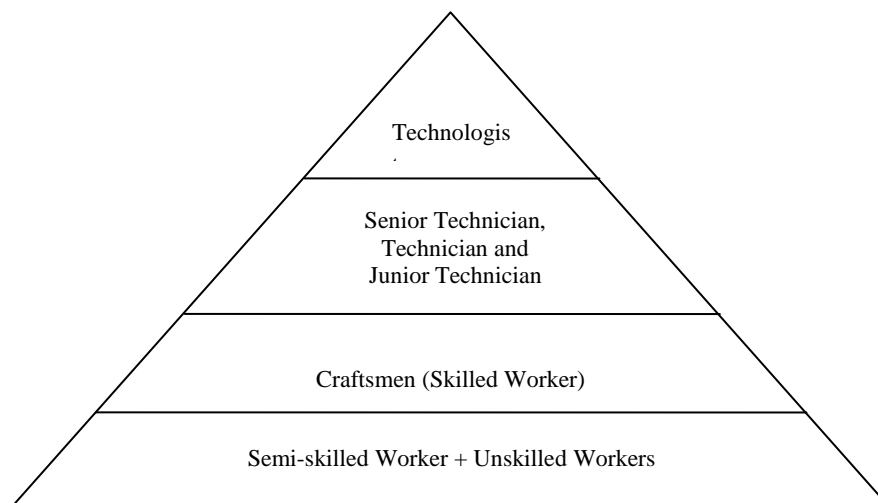 Technologis
Senior Technician,
Technician and
Junior Technician
Craftsmen (Skilled Worker)
Semi-skilled Worker + Unskilled Workers